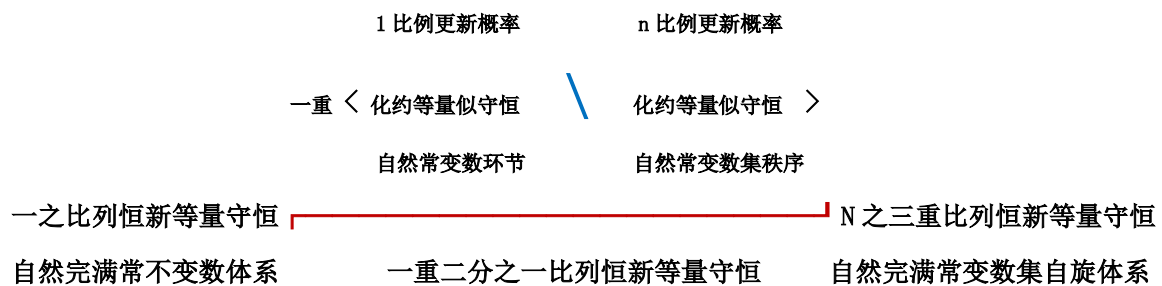 1 比例更新概率 n 比例更新概率
一重 < 化约等量似守恒 \ 化约等量似守恒 >
自然常变数环节 自然常变数集秩序
一之比列恒新等量守恒 N 之三重比列恒新等量守恒
自然完满常不变数体系 一重二分之一比列恒新等量守恒 自然完满常变数集自旋体系